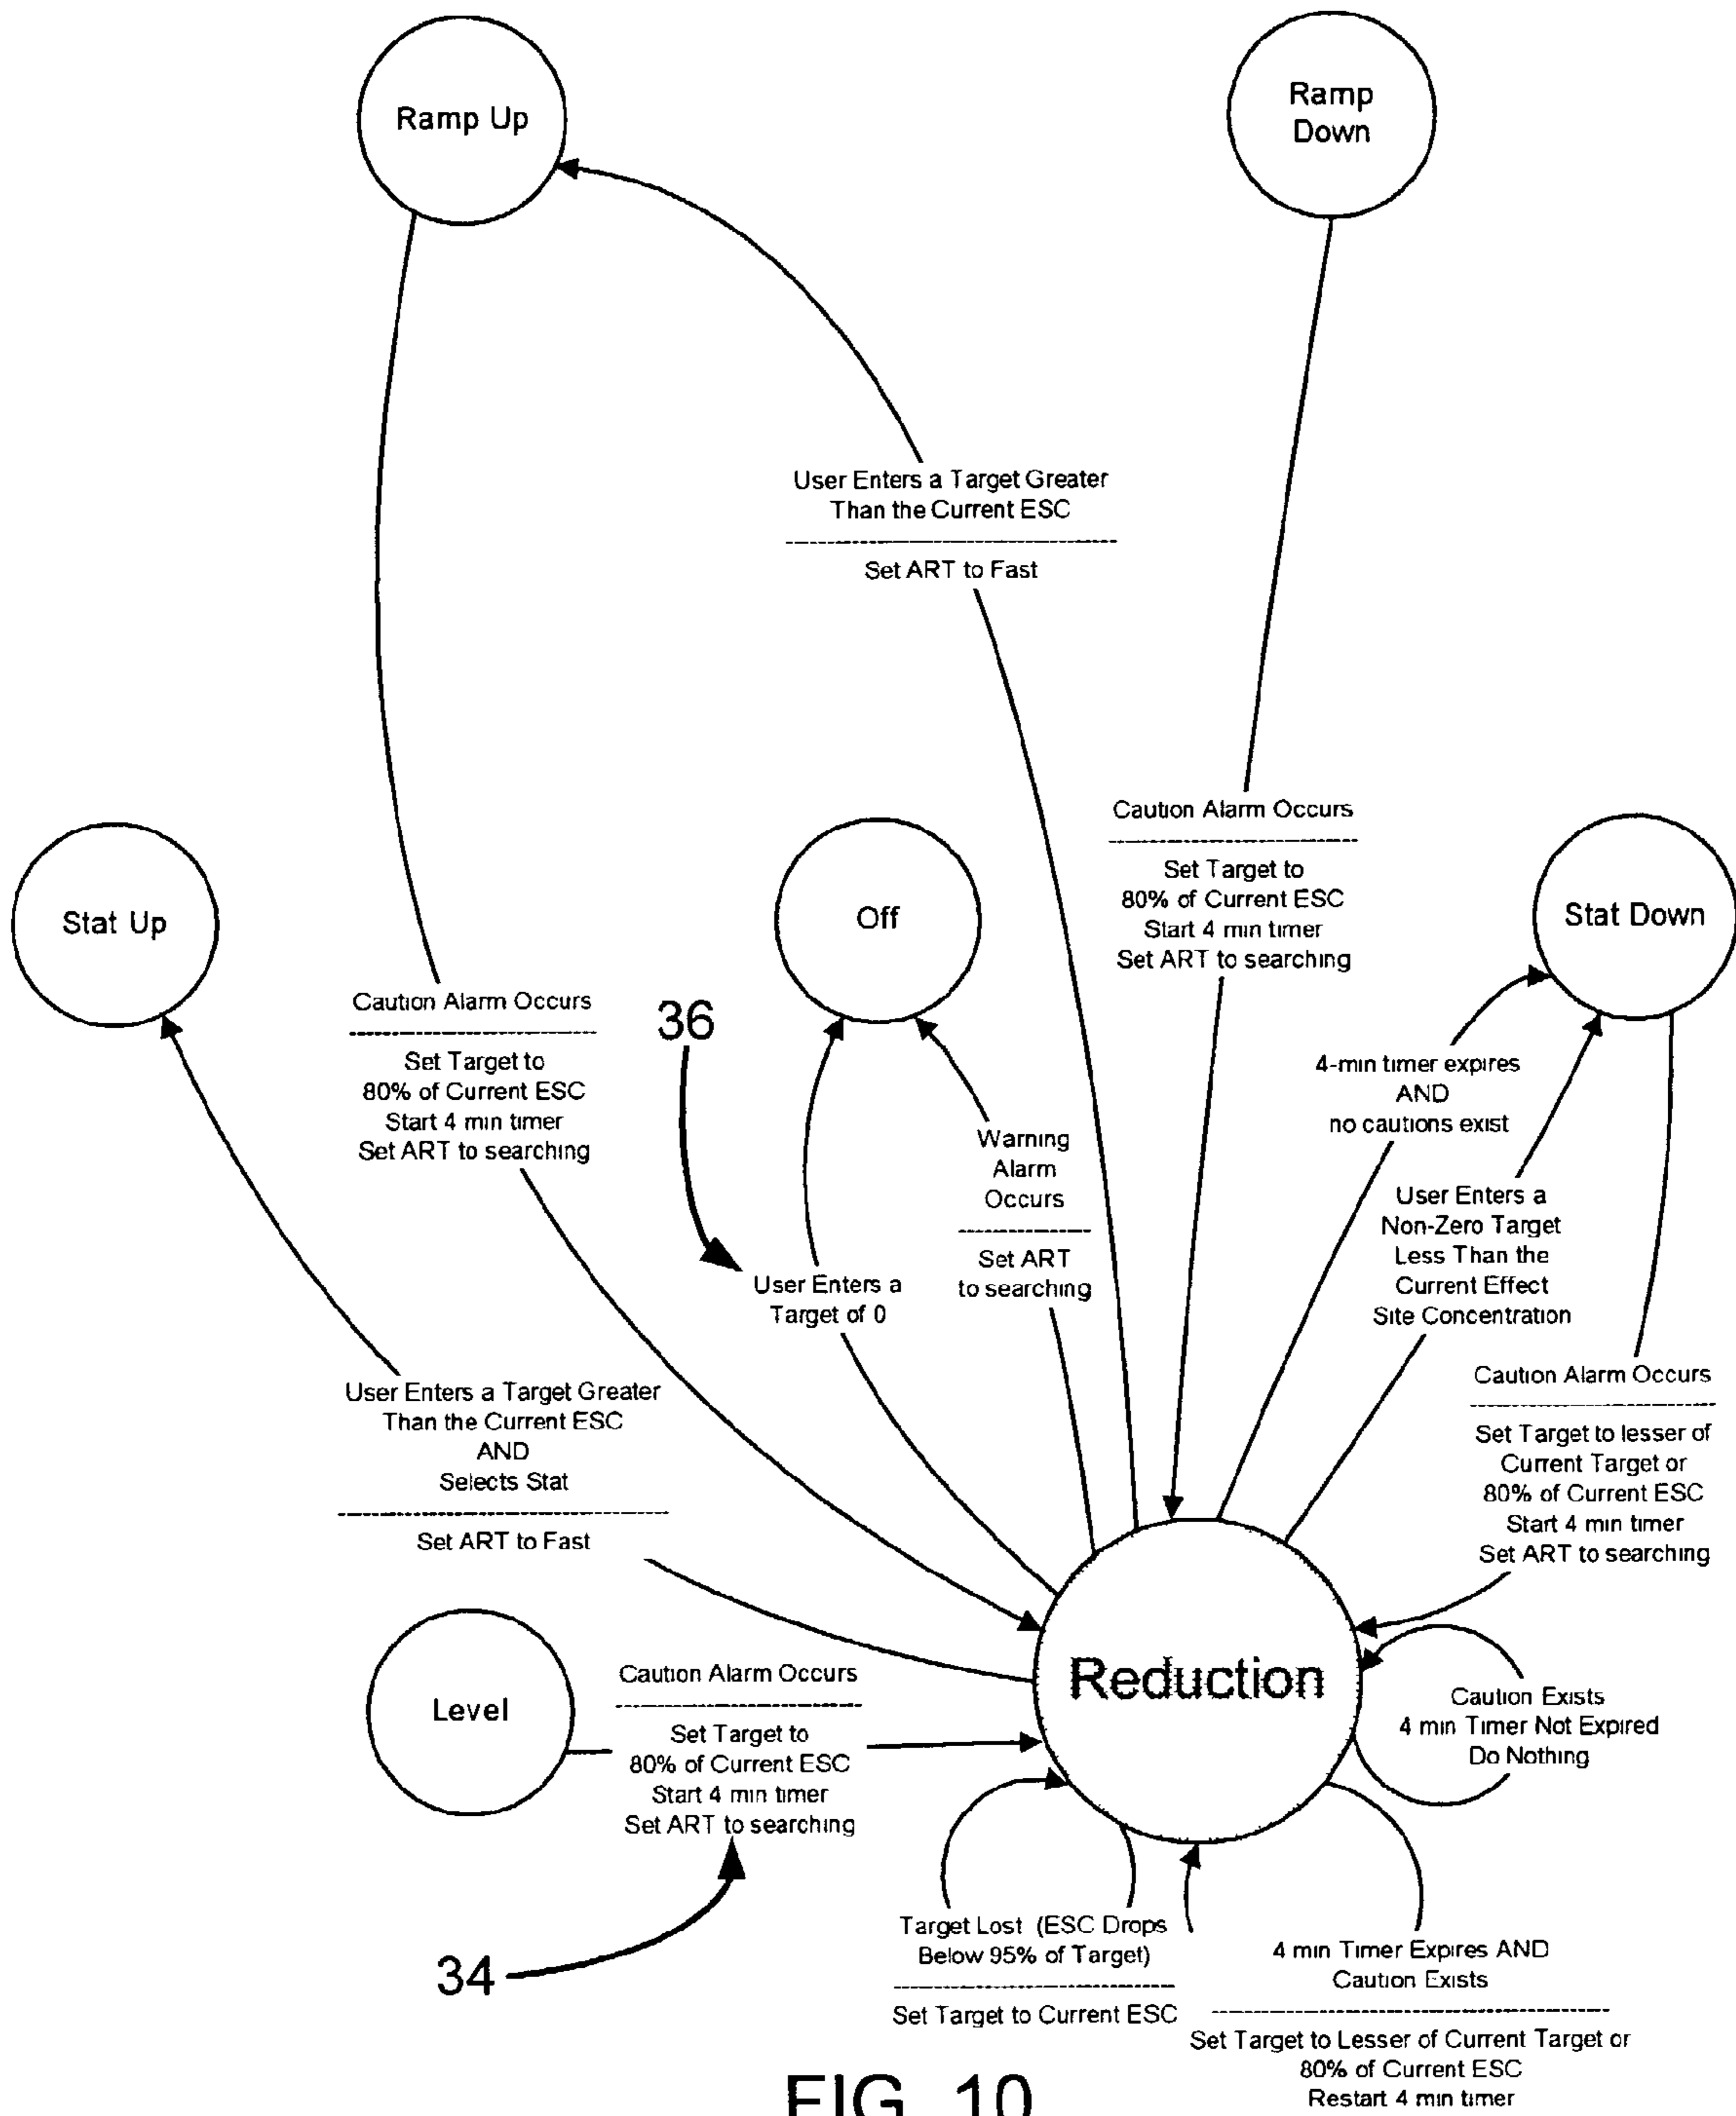 Ramp Up
Ramp
Down
User Enters a Target Greater
Than the Current ESC
Set ART to Fast
Caution Alarm Occurs
Set Target to
80% of Current ESC
Start 4 min timer
Set ART to searching
Stat Up
Off
Stat Down
Caution Alarm Occurs
Set Target to
80% of Current ESC
Start 4 min timer
Set ART to searching
36
4-min timer expires
AND
no cautions exist
Warning
Alarm
Occurs
Set ART
to searching
User Enters a
Non-Zero Target
Less Than the
Current Effect
Site Concentration
User Enters a
Target of 0
User Enters a Target Greater
Than the Current ESC
AND
Selects Stat
Set ART to Fast
Caution Alarm Occurs
Set Target to lesser of
Current Target or
80% of Current ESC
Start 4 min timer
Set ART to searching
Level
Caution Alarm Occurs
Set Target to
80% of Current ESC
Start 4 min timer
Set ART to searching
Reduction
Caution Exists
4 min Timer Not Expired
Do Nothing
34
Target Lost (ESC Drops
Below 95% of Target)
Set Target to Current ESC
4 min Timer Expires AND
Caution Exists
Set Target to Lesser of Current Target or
80% of Current ESC
Restart 4 min timer
FIG. 10